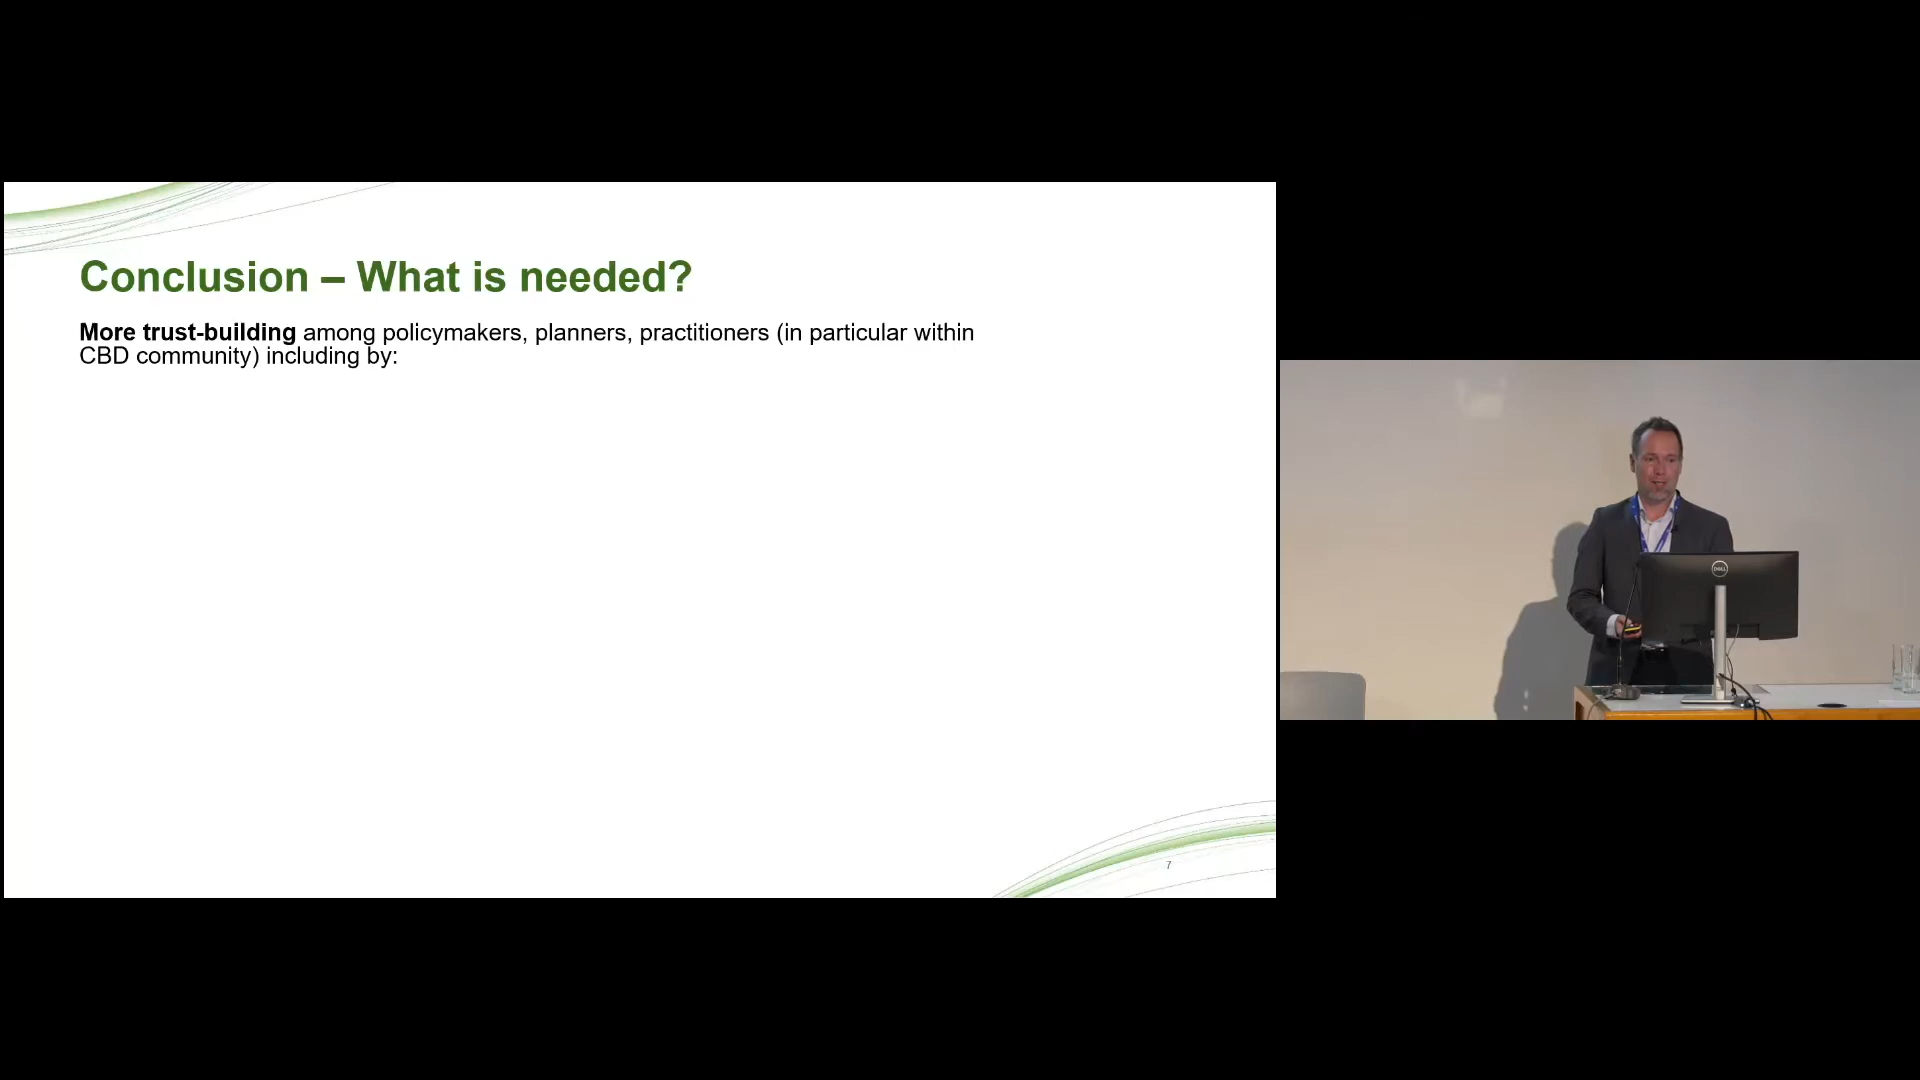 Conclusion – What is needed?
More trust-building among policymakers, planners, practitioners (in particular within
CBD community) including by:
7
DELL